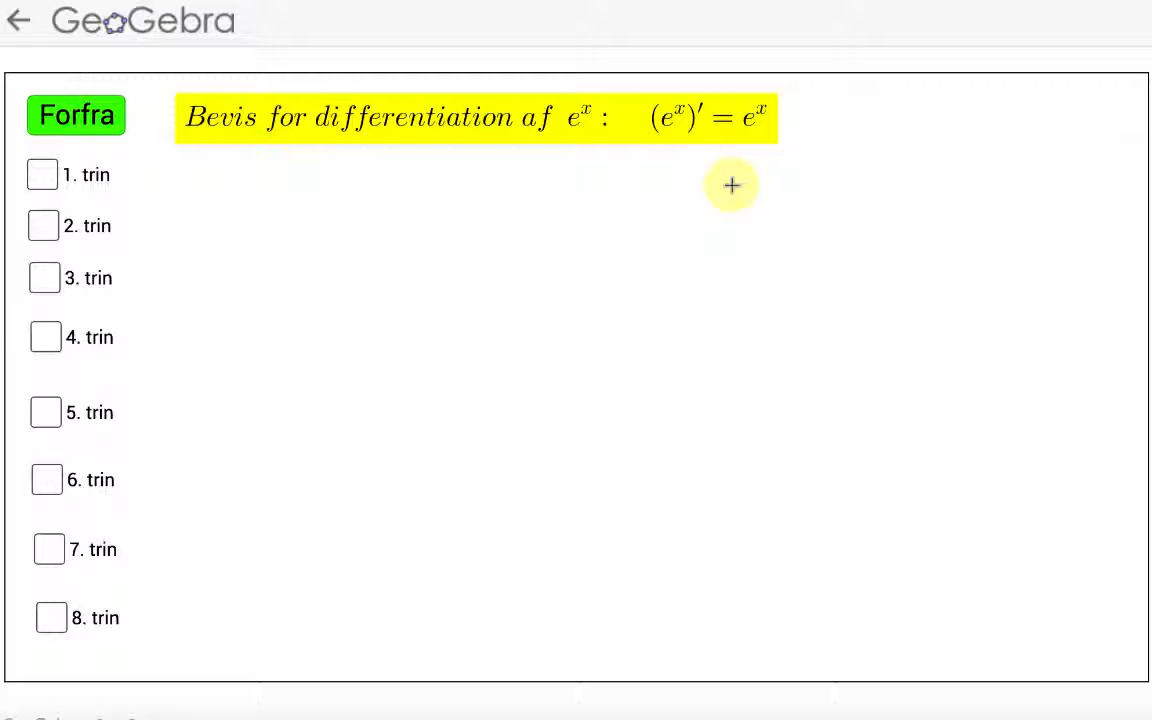 GeoGebra
Forfra
Bevis for differentiation af e^x : (e^x)' = e^x
1. trin
2. trin
3. trin
4. trin
5. trin
6. trin
7. trin
8. trin